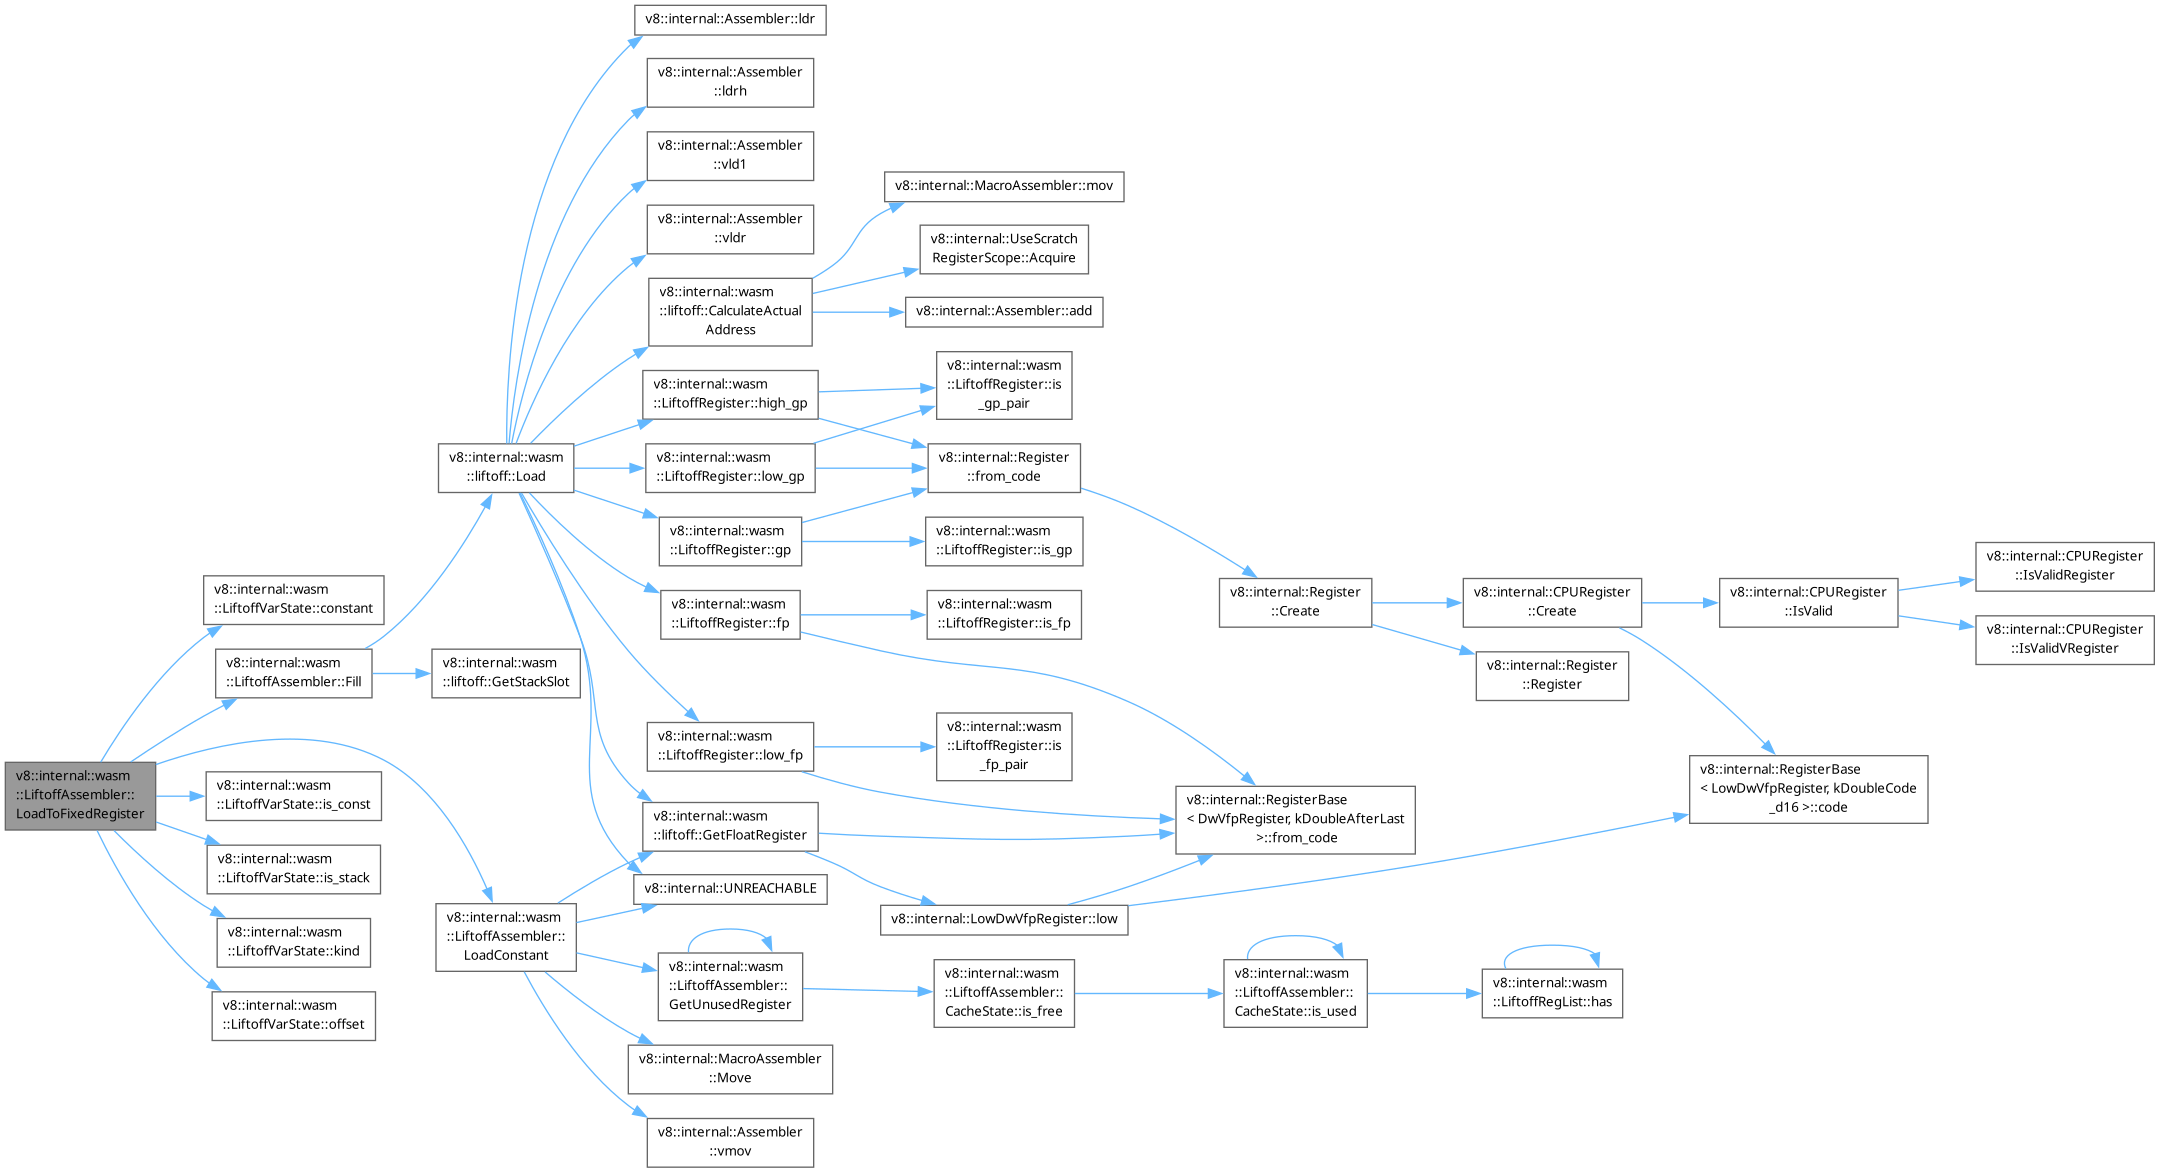 v8::internal::wasm
::LiftoffAssembler::
LoadToFixedRegister
v8::internal::wasm
::LiftoffVarState::constant
v8::internal::wasm
::LiftoffAssembler::Fill
v8::internal::wasm
::LiftoffVarState::is_const
v8::internal::wasm
::LiftoffVarState::is_stack
v8::internal::wasm
::LiftoffVarState::kind
v8::internal::wasm
::LiftoffVarState::offset
v8::internal::wasm
::liftoff::Load
v8::internal::wasm
::liftoff::GetStackSlot
v8::internal::wasm
::LiftoffAssembler::
LoadConstant
v8::internal::Assembler::ldr
v8::internal::Assembler
::ldrh
v8::internal::Assembler
::vld1
v8::internal::Assembler
::vldr
v8::internal::wasm
::liftoff::CalculateActual
Address
v8::internal::wasm
::LiftoffRegister::high_gp
v8::internal::wasm
::LiftoffRegister::low_gp
v8::internal::wasm
::LiftoffRegister::gp
v8::internal::wasm
::LiftoffRegister::fp
v8::internal::wasm
::LiftoffRegister::low_fp
v8::internal::wasm
::liftoff::GetFloatRegister
v8::internal::UNREACHABLE
v8::internal::wasm
::LiftoffAssembler::
GetUnusedRegister
v8::internal::MacroAssembler
::Move
v8::internal::Assembler
::vmov
v8::internal::MacroAssembler::mov
v8::internal::UseScratch
RegisterScope::Acquire
v8::internal::Assembler::add
v8::internal::wasm
::LiftoffRegister::is
_gp_pair
v8::internal::Register
::from_code
v8::internal::wasm
::LiftoffRegister::is_gp
v8::internal::wasm
::LiftoffRegister::is_fp
v8::internal::wasm
::LiftoffRegister::is
_fp_pair
v8::internal::LowDwVfpRegister::low
v8::internal::wasm
::LiftoffAssembler::
CacheState::is_free
v8::internal::Register
::Create
v8::internal::RegisterBase
< DwVfpRegister, kDoubleAfterLast
>::from_code
v8::internal::wasm
::LiftoffAssembler::
CacheState::is_used
v8::internal::CPURegister
::Create
v8::internal::Register
::Register
v8::internal::wasm
::LiftoffRegList::has
v8::internal::CPURegister
::IsValid
v8::internal::RegisterBase
< LowDwVfpRegister, kDoubleCode
_d16 >::code
v8::internal::CPURegister
::IsValidRegister
v8::internal::CPURegister
::IsValidVRegister